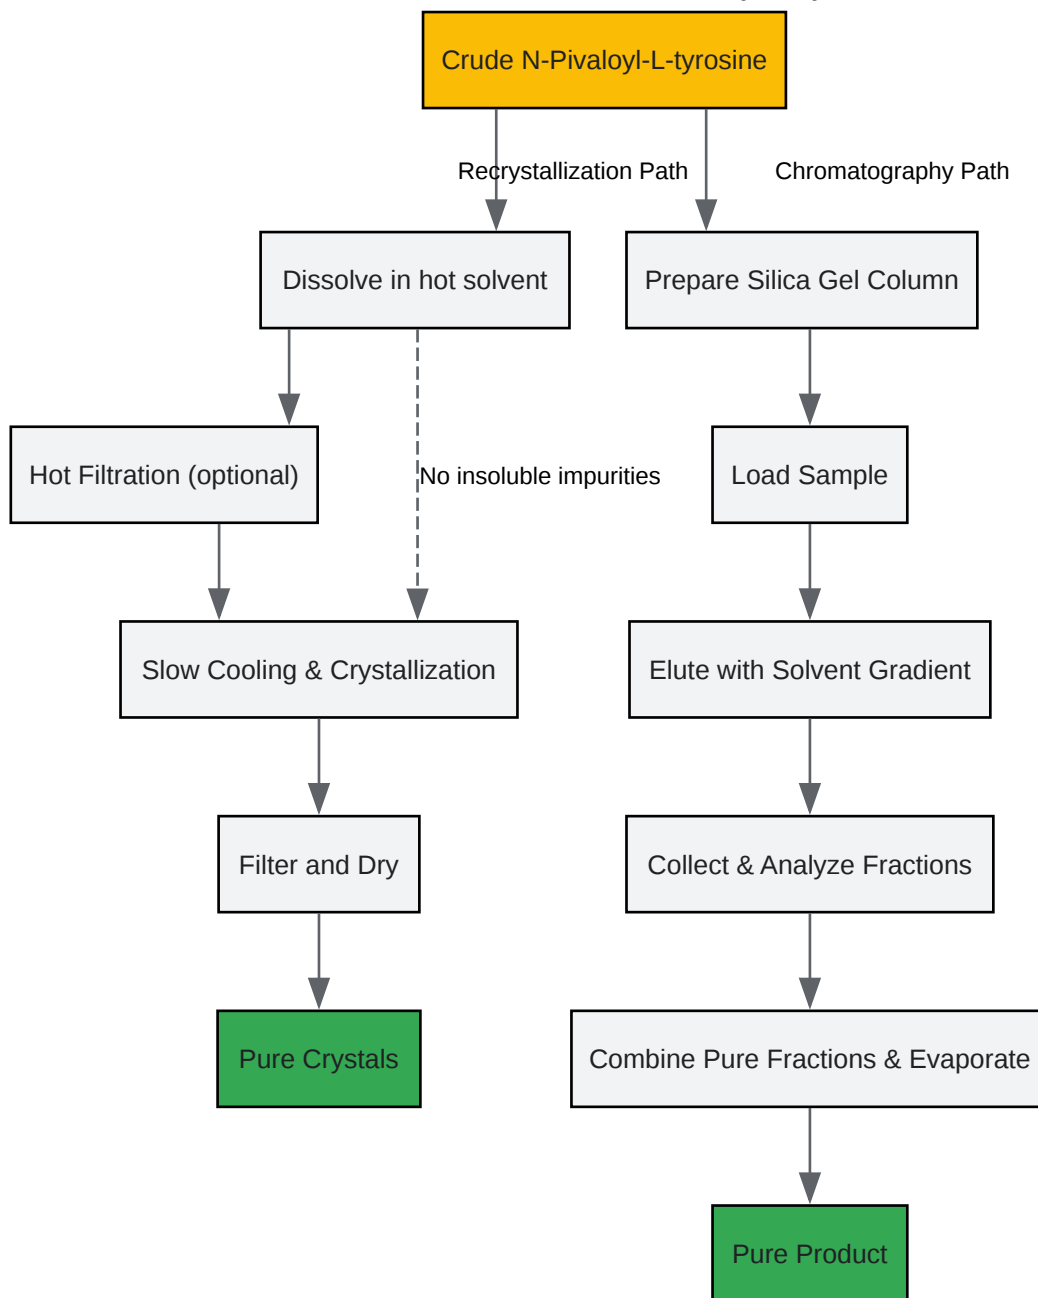 Crude N-Pivaloyl-L-tyrosine
Recrystallization Path
Chromatography Path
Dissolve in hot solvent
Prepare Silica Gel Column
Hot Filtration (optional)
No insoluble impurities
Load Sample
Slow Cooling & Crystallization
Elute with Solvent Gradient
Filter and Dry
Collect & Analyze Fractions
Pure Crystals
Combine Pure Fractions & Evaporate
Pure Product